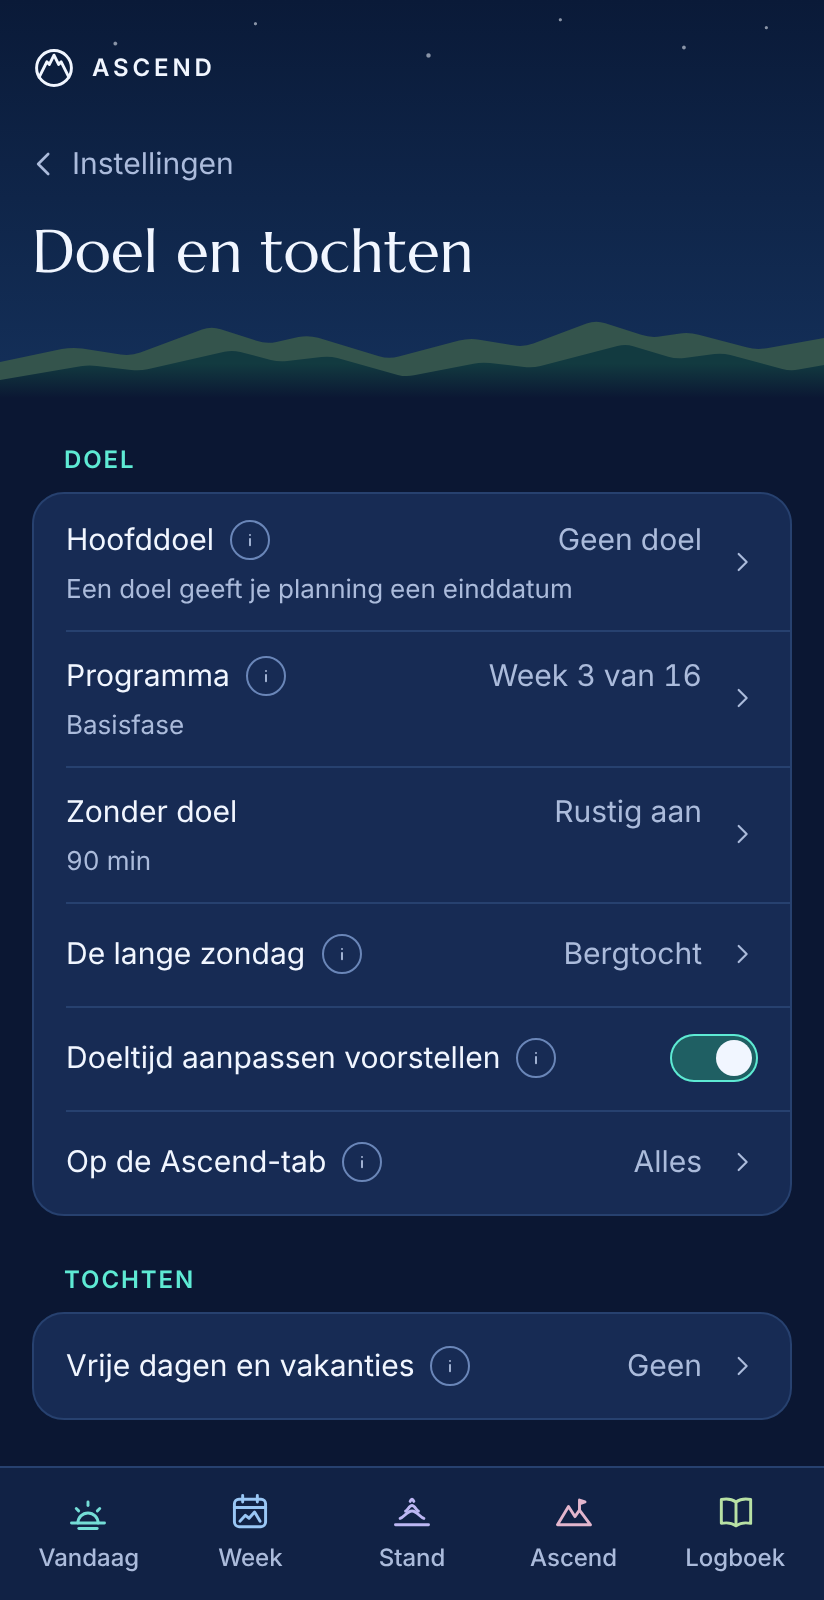 ASCEND
Instellingen
Doel en tochten
DOEL
Hoofddoel i Geen doel
Een doel geeft je planning een einddatum
Programma i Week 3 van 16
Basisfase
Zonder doel Rustig aan
90 min
De lange zondag i Bergtocht
Doeltijd aanpassen voorstellen i
Op de Ascend-tab i Alles
TOCHTEN
Vrije dagen en vakanties i Geen
Vandaag Week Stand Ascend Logboek